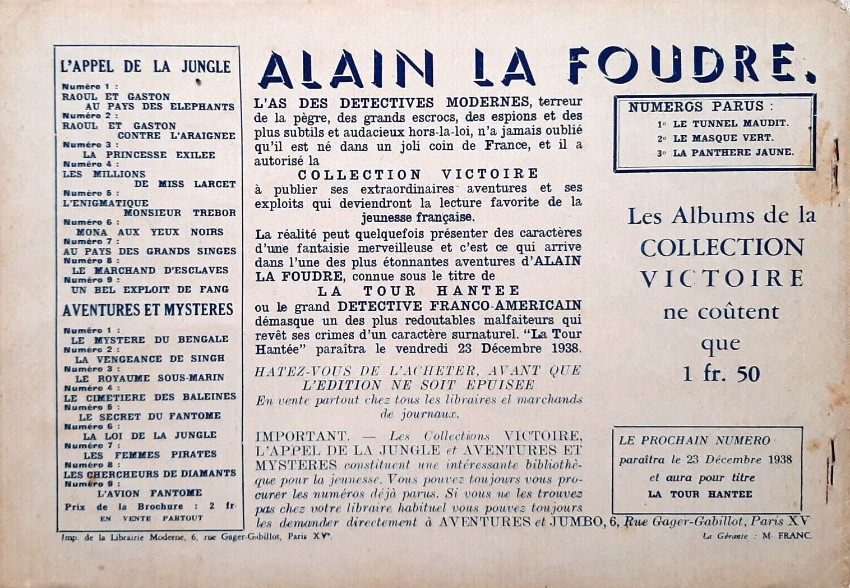 L'APPEL DE LA JUNGLE
Numéro 1 :
RAOUL ET GASTON
AU PAYS DES ELEPHANTS
Numéro 2 :
RAOUL ET GASTON
CONTRE L'ARAIGNEE
Numéro 3 :
LA PRINCESSE EXILEE
Numéro 4 :
LES MILLIONS
DE MISS LARCET
Numéro 5 :
L'ENIGMATIQUE
MONSIEUR TREBOR
Numéro 6 :
MONA AUX YEUX NOIRS
Numéro 7 :
AU PAYS DES GRANDS SINGES
Numéro 8 :
LE MARCHAND D'ESCLAVES
Numéro 9 :
UN BEL EXPLOIT DE FANG
AVENTURES ET MYSTERES
Numéro 1 :
LE MYSTERE DU BENGALE
Numéro 2 :
LA VENGEANCE DE SINGH
Numéro 3 :
LE ROYAUME SOUS-MARIN
Numéro 4 :
LE CIMETIERE DES BALEINES
Numéro 5 :
LE SECRET DU FANTOME
Numéro 6 :
LA LOI DE LA JUNGLE
Numéro 7 :
LES FEMMES PIRATES
Numéro 8 :
LES CHERCHEURS DE DIAMANTS
Numéro 9 :
L'AVION FANTOME
Prix de la Brochure : 2 fr.
EN VENTE PARTOUT
ALAIN LA FOUDRE.
L'AS DES DETECTIVES MODERNES, terreur
de la pègre, des grands escrocs, des espions et des
plus subtils et audacieux hors-la-loi, n'a jamais oublié
qu'il est né dans un joli coin de France, et il a
autorisé la
COLLECTION VICTOIRE
à publier ses extraordinaires aventures et ses
exploits qui deviendront la lecture favorite de la
jeunesse française.
La réalité peut quelquefois présenter des caractères
d'une fantaisie merveilleuse et c'est ce qui arrive
dans l'une des plus étonnantes aventures d'ALAIN
LA FOUDRE, connue sous le titre de
LA TOUR HANTEE
ou le grand DETECTIVE FRANCO-AMERICAIN
démasque un des plus redoutables malfaiteurs qui
revêt ses crimes d'un caractère surnaturel. "La Tour
Hantée" paraîtra le vendredi 23 Décembre 1938.
HATEZ-VOUS DE L'ACHETER, AVANT QUE
L'EDITION NE SOIT EPUISEE
En vente partout chez tous les libraires et marchands
de journaux.
IMPORTANT. — Les Collections VICTOIRE,
L'APPEL DE LA JUNGLE et AVENTURES ET
MYSTERES constituent une intéressante bibliothè-
que pour la jeunesse. Vous pouvez toujours vous pro-
curer les numéros déjà parus. Si vous ne les trouvez
pas chez votre libraire habituel vous pouvez toujours
les demander directement à AVENTURES et JUMBO, 6, Rue Gager-Gabillot, Paris XV
NUMEROS PARUS :
1° LE TUNNEL MAUDIT.
2° LE MASQUE VERT.
3° LA PANTHERE JAUNE.
Les Albums de la
COLLECTION
VICTOIRE
ne coûtent
que
1 fr. 50
LE PROCHAIN NUMERO
paraîtra le 23 Décembre 1938
et aura pour titre
LA TOUR HANTEE
Imp. de la Librairie Moderne, 6, rue Gager-Gabillot, Paris XVe.
La Gérante : M. FRANC.